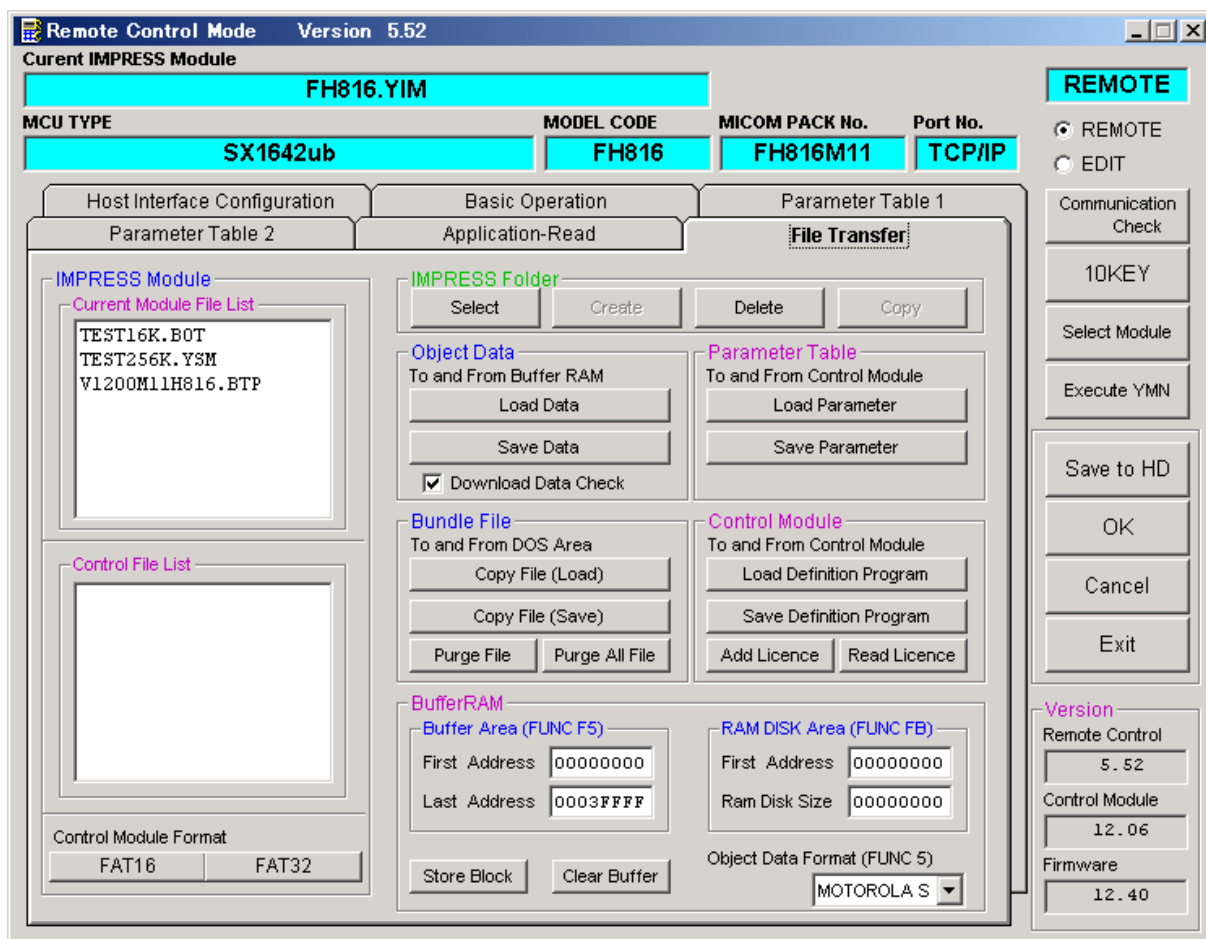 Remote Control Mode Version 5.52
Curent IMPRESS Module
FH816.YIM
REMOTE
MCU TYPE MODEL CODE MICOM PACK No. Port No.
SX1642ub FH816 FH816M11 TCP/IP
REMOTE
EDIT
Host Interface Configuration Basic Operation Parameter Table 1
Parameter Table 2 Application-Read File Transfer
IMPRESS Module
Current Module File List
TEST16K.BOT
TEST256K.YSM
V1200M11H816.BTP
Control File List
Control Module Format
FAT16 FAT32
IMPRESS Folder
Select Create Delete Copy
Object Data
To and From Buffer RAM
Load Data
Save Data
Download Data Check
Parameter Table
To and From Control Module
Load Parameter
Save Parameter
Bundle File
To and From DOS Area
Copy File (Load)
Copy File (Save)
Purge File Purge All File
Control Module
To and From Control Module
Load Definition Program
Save Definition Program
Add Licence Read Licence
BufferRAM
Buffer Area (FUNC F5)
First Address 00000000
Last Address 0003FFFF
RAM DISK Area (FUNC FB)
First Address 00000000
Ram Disk Size 00000000
Store Block Clear Buffer
Object Data Format (FUNC 5)
MOTOROLA S
Communication
Check
10KEY
Select Module
Execute YMN
Save to HD
OK
Cancel
Exit
Version
Remote Control
5.52
Control Module
12.06
Firmware
12.40